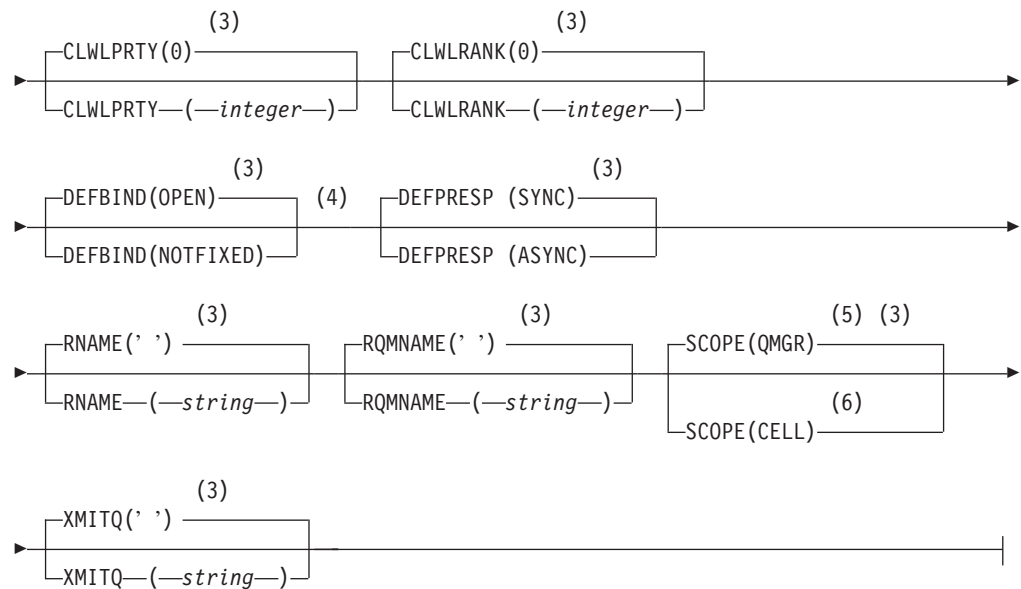 (3) (3)
CLWLPRTY(0) CLWLRANK(0)
CLWLPRTY (integer) CLWLRANK (integer)
(3) (3)
DEFBIND(OPEN) (4) DEFPRESP (SYNC)
DEFBIND(NOTFIXED) DEFPRESP (ASYNC)
(3) (3) (5) (3)
RNAME(' ') RQMNAME(' ') SCOPE(QMGR)
RNAME (string) RQMNAME (string) (6)
SCOPE(CELL)
(3)
XMITQ(' ')
XMITQ (string)